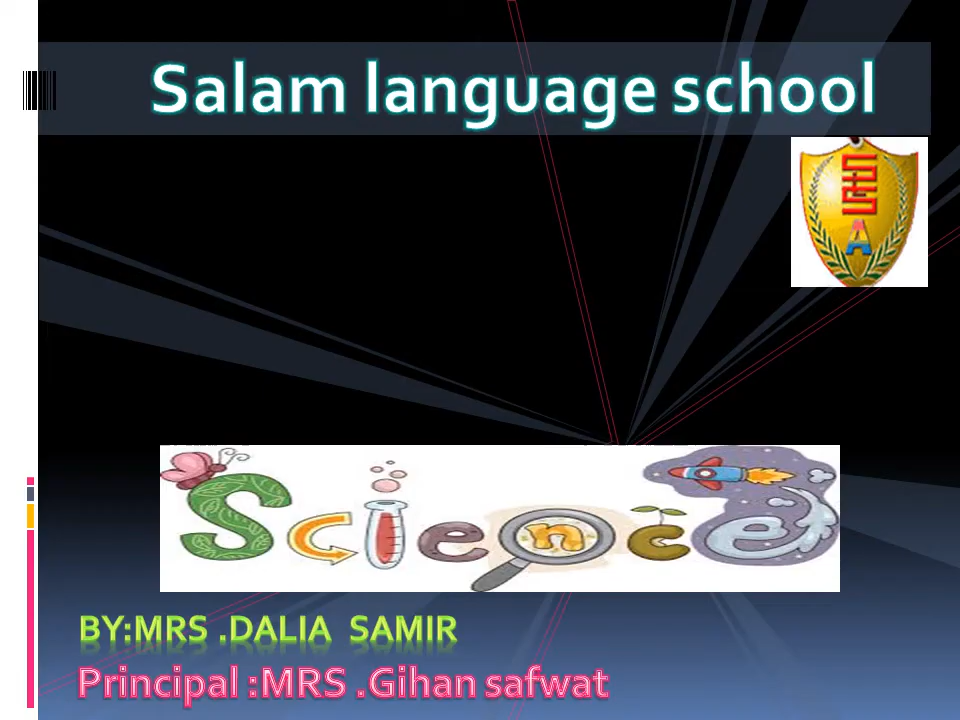 Salam language school
A
Science
BY:MRS .DALIA SAMIR
Principal :MRS .Gihan safwat